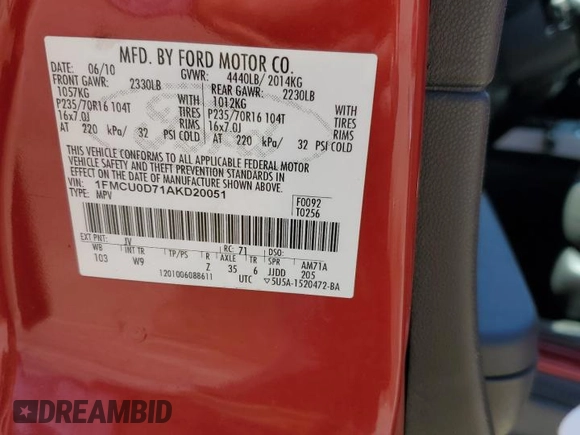 MFD. BY FORD MOTOR CO.
DATE: 06/10 GVWR: 4440LB/ 2014KG
FRONT GAWR: 2330LB REAR GAWR: 2230LB
1057KG 1012KG
P235/70R16 104T TIRES P235/70R16 104T TIRES
16x7.0J RIMS 16x7.0J RIMS
AT 220 kPa/ 32 PSI COLD AT 220 kPa/ 32 PSI COLD
THIS VEHICLE CONFORMS TO ALL APPLICABLE FEDERAL MOTOR
VEHICLE SAFETY AND THEFT PREVENTION STANDARDS IN
EFFECT ON THE DATE OF MANUFACTURE SHOWN ABOVE.
VIN: 1FMCU0D71AKD20051 F0092
TYPE: MPV T0256
EXT PNT: JV RC: 71 DSO:
WB INT TR TP/PS R AXLE TR SPR AM71A
103 W9 Z 35 6 JJDD 205
1201006088611 UTC 5U5A-1520472-BA
DREAMBID